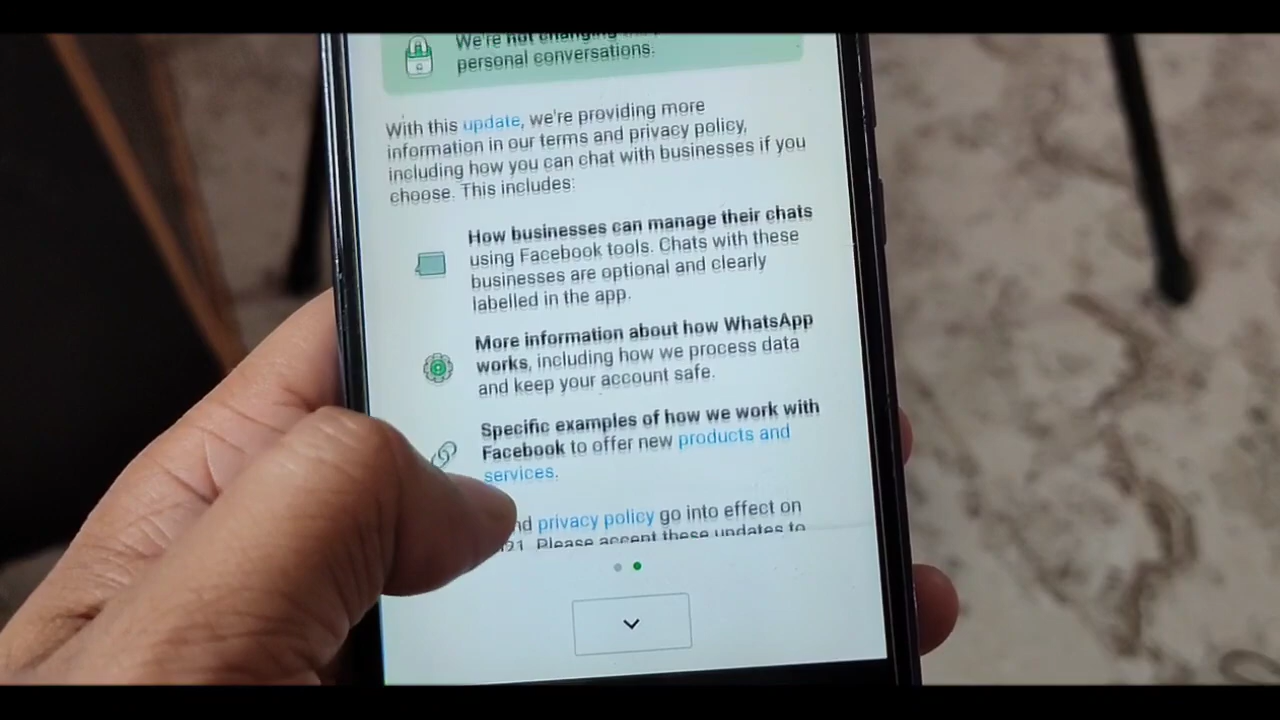 We're not changing
personal conversations.
With this update, we're providing more
information in our terms and privacy policy,
including how you can chat with businesses if you
choose. This includes:
How businesses can manage their chats
using Facebook tools. Chats with these
businesses are optional and clearly
labelled in the app.
More information about how WhatsApp
works, including how we process data
and keep your account safe.
Specific examples of how we work with
Facebook to offer new products and
services.
privacy policy go into effect on
Please accept these updates to